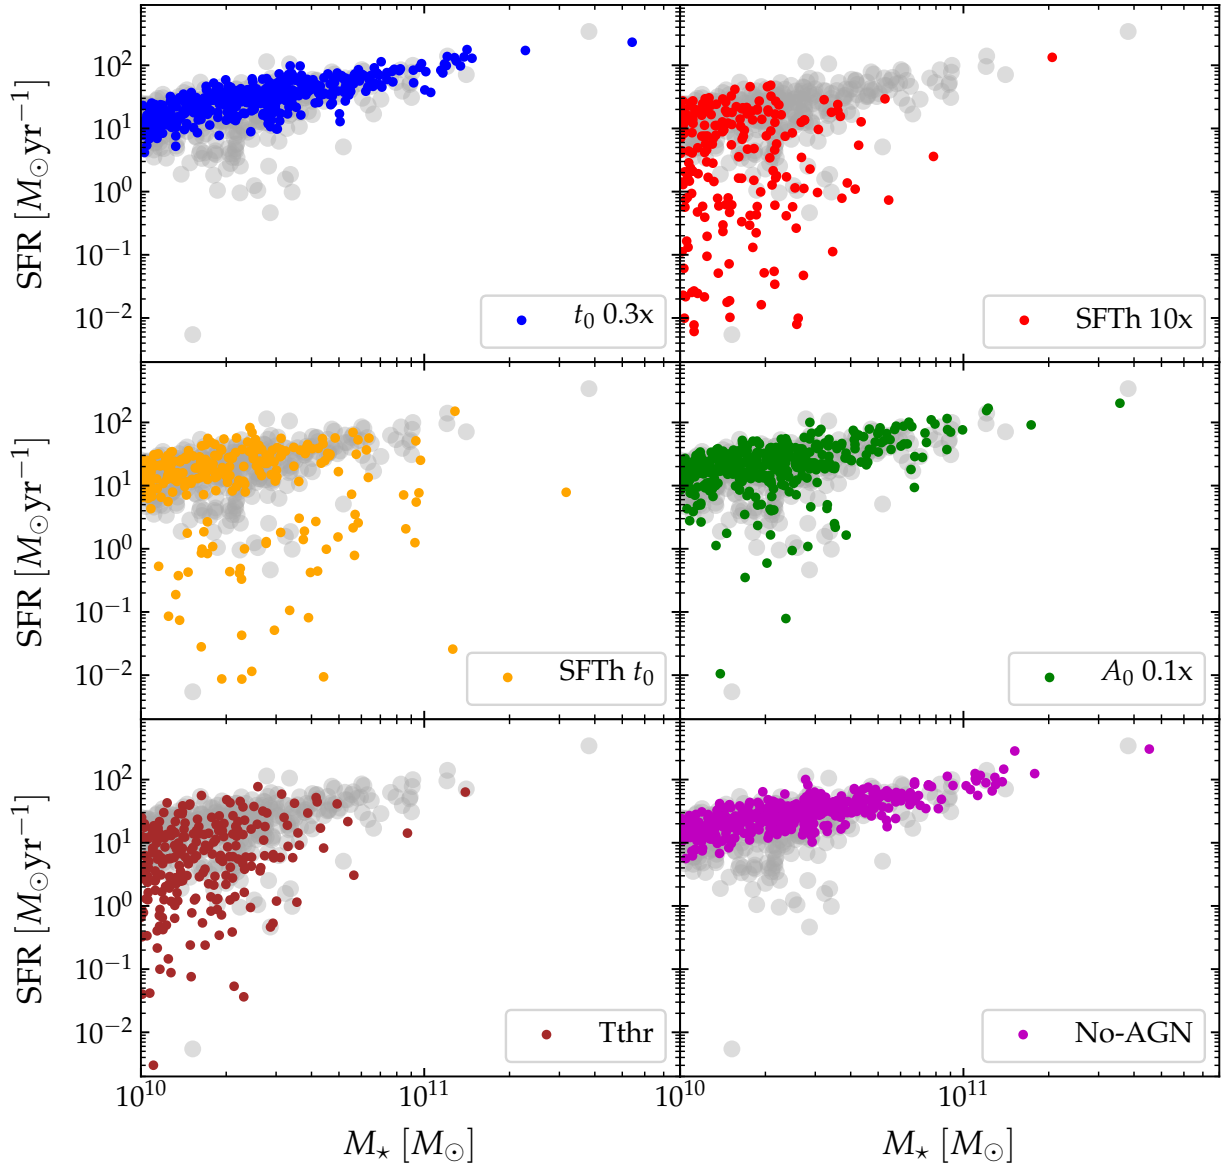 SFR [M⊙yr⁻¹]
10²
10¹
10⁰
10⁻¹
10⁻²
t₀ 0.3x
SFTh 10x
SFR [M⊙yr⁻¹]
10²
10¹
10⁰
10⁻¹
10⁻²
SFTh t₀
A₀ 0.1x
SFR [M⊙yr⁻¹]
10²
10¹
10⁰
10⁻¹
10⁻²
Tthr
No-AGN
10¹⁰ 10¹¹ 10¹⁰ 10¹¹
M⋆ [M⊙] M⋆ [M⊙]